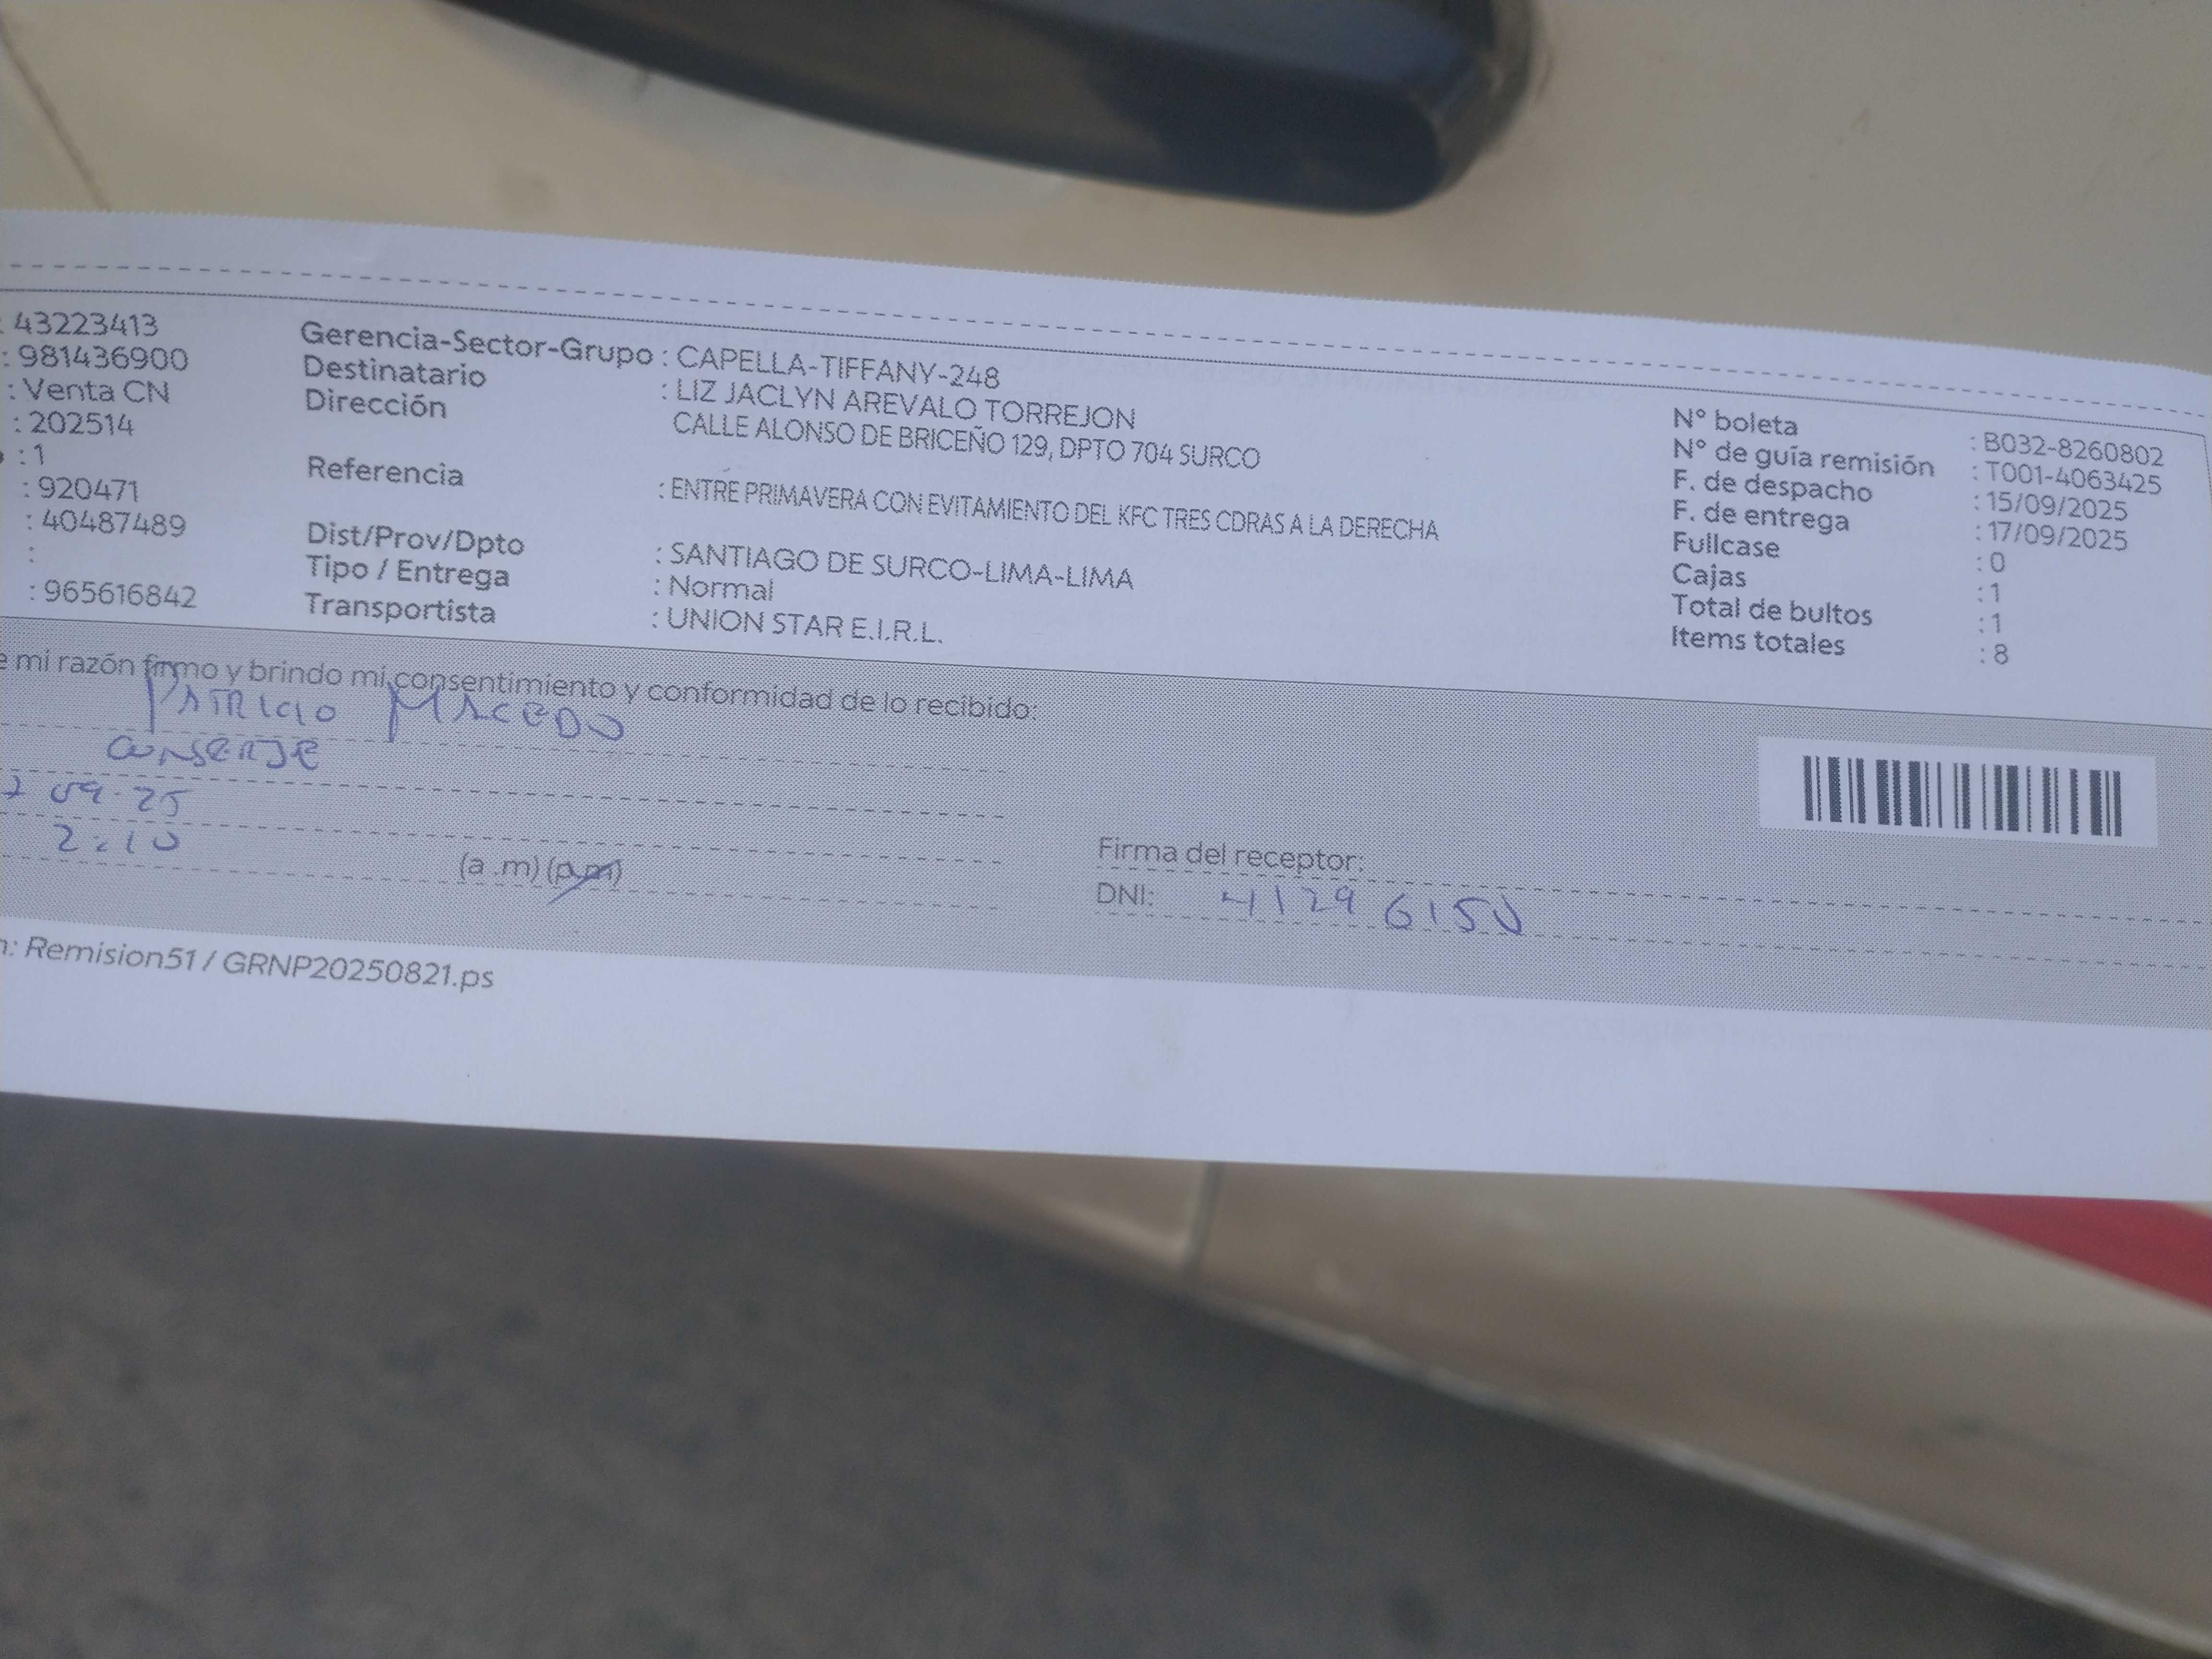 : 43223413
: 981436900
: Venta CN
: 202514
: 1
: 920471
: 40487489
:
: 965616842
Gerencia-Sector-Grupo : CAPELLA-TIFFANY-248
Destinatario : LIZ JACLYN AREVALO TORREJON
Dirección CALLE ALONSO DE BRICEÑO 129, DPTO 704 SURCO
Referencia : ENTRE PRIMAVERA CON EVITAMIENTO DEL KFC TRES CDRAS A LA DERECHA
Dist/Prov/Dpto : SANTIAGO DE SURCO-LIMA-LIMA
Tipo / Entrega : Normal
Transportista : UNION STAR E.I.R.L.
N° boleta : B032-8260802
N° de guía remisión : T001-4063425
F. de despacho : 15/09/2025
F. de entrega : 17/09/2025
Fullcase : 0
Cajas : 1
Total de bultos : 1
Items totales : 8
e mi razón firmo y brindo mi consentimiento y conformidad de lo recibido:
PATRICIO MACEDO
CONSERJE
7 09-25
2:10 (a .m) (p.m)
Firma del receptor:
DNI: 41296150
n: Remision51 / GRNP20250821.ps